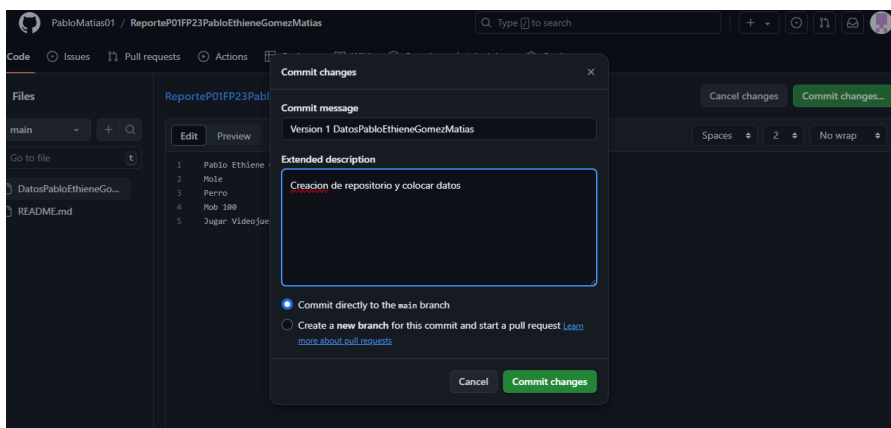 PabloMatias01 / ReporteP01FP23PabloEthieneGomezMatias
Type / to search
Code Issues Pull requests Actions
Files
main
Go to file t
DatosPabloEthieneGo...
README.md
ReporteP01FP23Pabl
Cancel changes Commit changes...
Edit Preview
Spaces 2 No wrap
1 Pablo Ethiene
2 Mole
3 Perro
4 Mob 100
5 Jugar Videojue
Commit changes
Commit message
Version 1 DatosPabloEthieneGomezMatias
Extended description
Creacion de repositorio y colocar datos
Commit directly to the main branch
Create a new branch for this commit and start a pull request Learn
more about pull requests
Cancel Commit changes